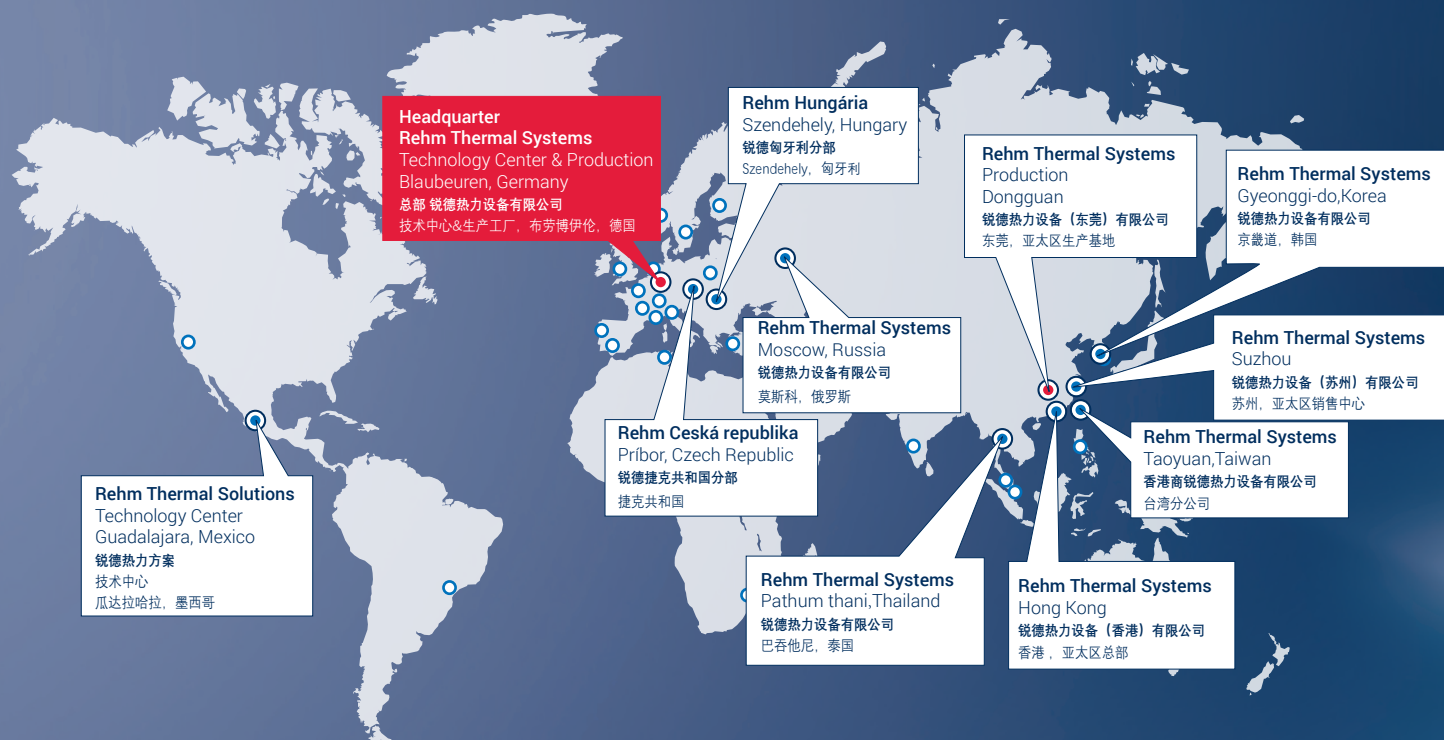 Headquarter
Rehm Thermal Systems
Technology Center & Production
Blaubeuren, Germany
总部 锐德热力设备有限公司
技术中心&生产工厂，布劳博伊伦，德国
Rehm Hungária
Szendehely, Hungary
锐德匈牙利分部
Szendehely，匈牙利
Rehm Thermal Systems
Production
Dongguan
锐德热力设备（东莞）有限公司
东莞，亚太区生产基地
Rehm Thermal Systems
Gyeonggi-do,Korea
锐德热力设备有限公司
京畿道，韩国
Rehm Thermal Systems
Moscow, Russia
锐德热力设备有限公司
莫斯科，俄罗斯
Rehm Thermal Systems
Suzhou
锐德热力设备（苏州）有限公司
苏州，亚太区销售中心
Rehm Ceská republika
Príbor, Czech Republic
锐德捷克共和国分部
捷克共和国
Rehm Thermal Systems
Taoyuan,Taiwan
香港商锐德热力设备有限公司
台湾分公司
Rehm Thermal Solutions
Technology Center
Guadalajara, Mexico
锐德热力方案
技术中心
瓜达拉哈拉，墨西哥
Rehm Thermal Systems
Pathum thani,Thailand
锐德热力设备有限公司
巴吞他尼，泰国
Rehm Thermal Systems
Hong Kong
锐德热力设备（香港）有限公司
香港 ，亚太区总部